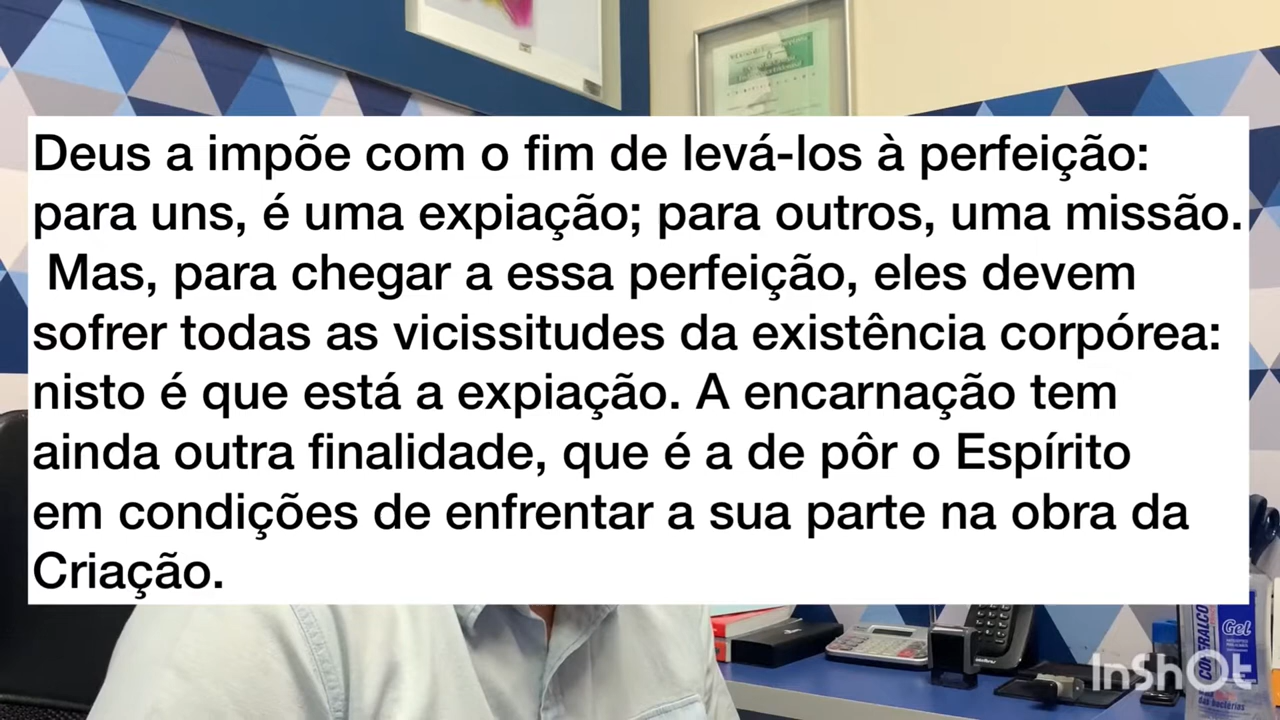 Deus a impõe com o fim de levá-los à perfeição:
para uns, é uma expiação; para outros, uma missão.
Mas, para chegar a essa perfeição, eles devem
sofrer todas as vicissitudes da existência corpórea:
nisto é que está a expiação. A encarnação tem
ainda outra finalidade, que é a de pôr o Espírito
em condições de enfrentar a sua parte na obra da
Criação.
Gel
InShOt